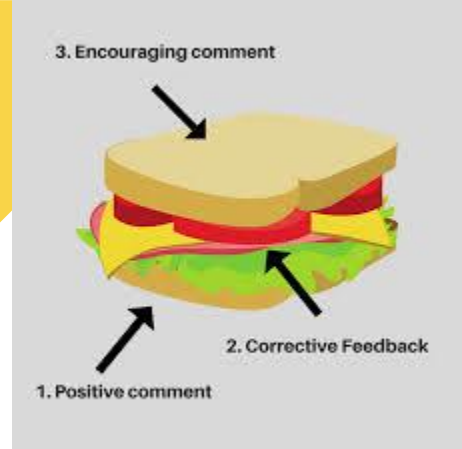 3. Encouraging comment
2. Corrective Feedback
1. Positive comment